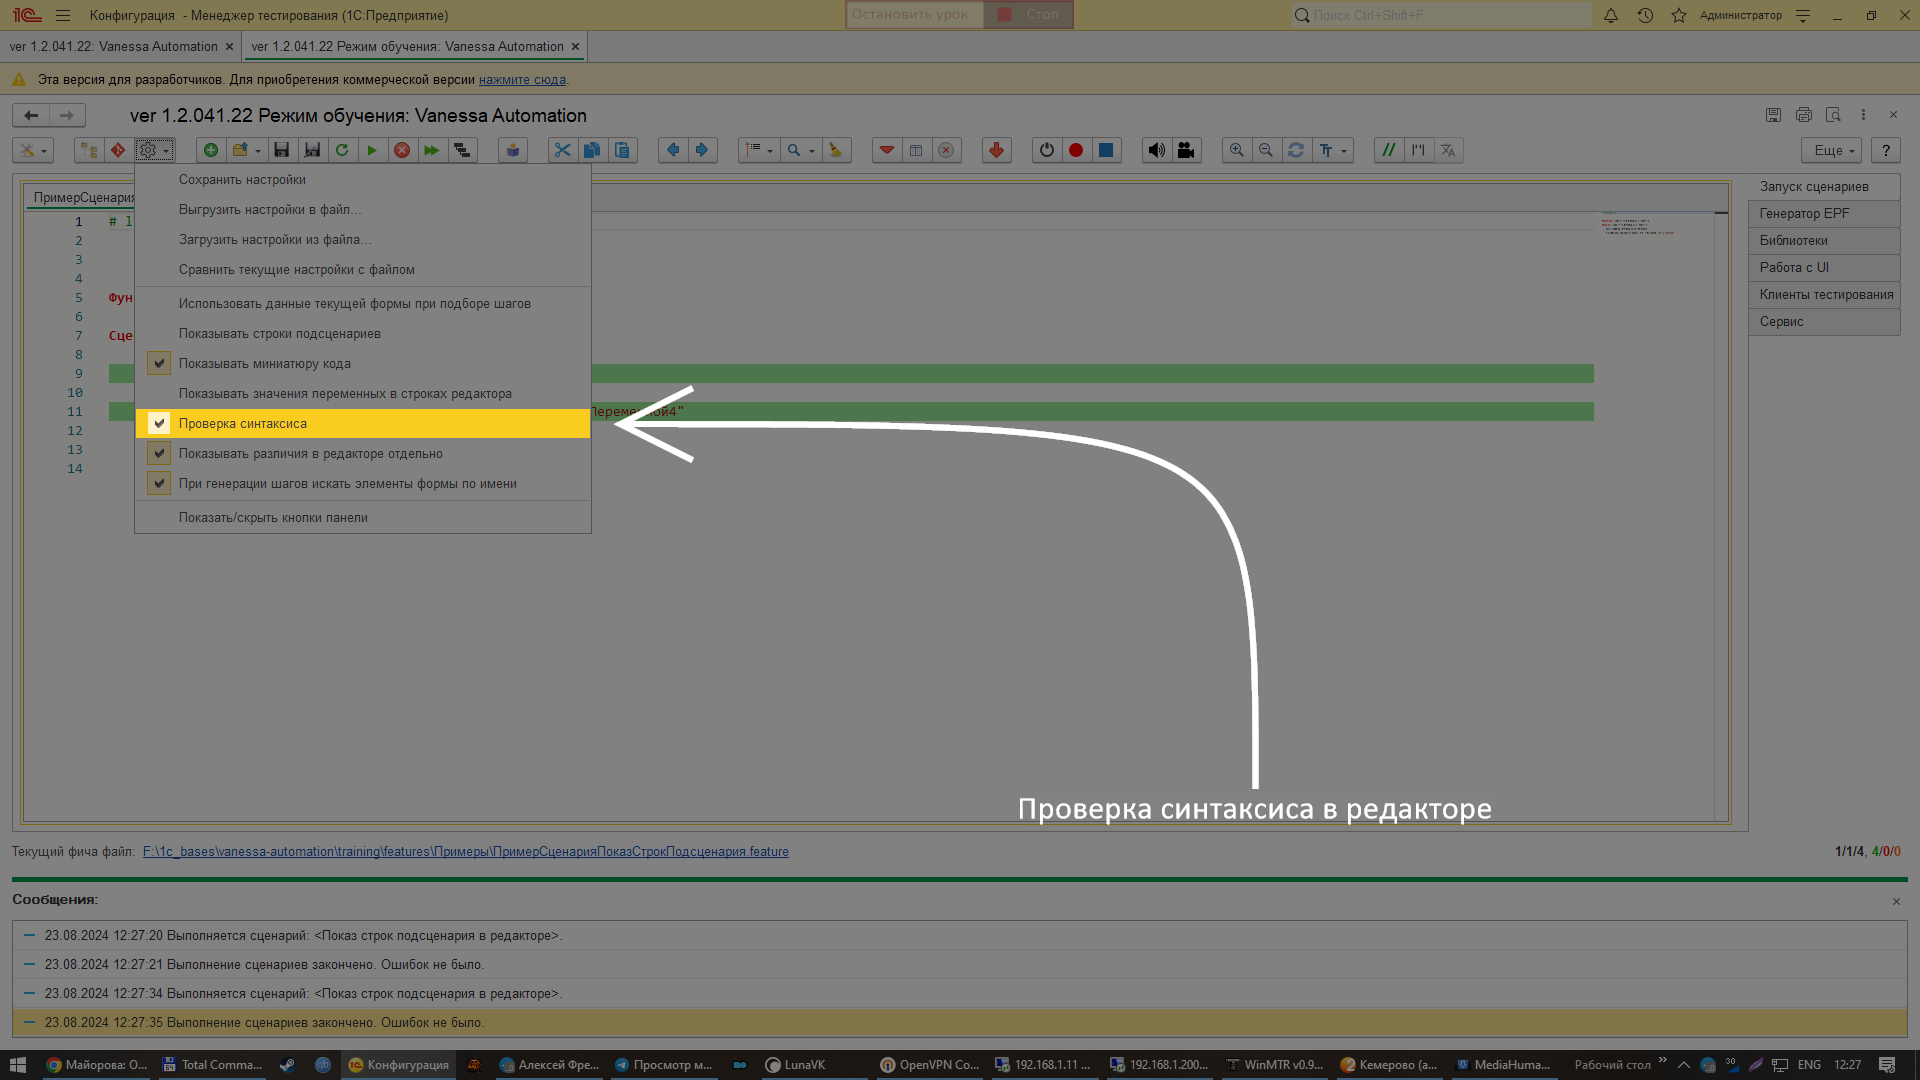 Конфигурация - Менеджер тестирования (1С:Предприятие)
Остановить урок
Стоп
Поиск Ctrl+Shift+F
Администратор
ver 1.2.041.22: Vanessa Automation
ver 1.2.041.22 Режим обучения: Vanessa Automation
Эта версия для разработчиков. Для приобретения коммерческой версии нажмите сюда.
ver 1.2.041.22 Режим обучения: Vanessa Automation
Еще
?
ПримерСценария
Сохранить настройки
Выгрузить настройки в файл...
Загрузить настройки из файла...
Сравнить текущие настройки с файлом
Использовать данные текущей формы при подборе шагов
Показывать строки подсценариев
Показывать миниатюру кода
Показывать значения переменных в строках редактора
Проверка синтаксиса
Показывать различия в редакторе отдельно
При генерации шагов искать элементы формы по имени
Показать/скрыть кнопки панели
1 # l
2
3
4
5 Фун
6
7 Сце
8
9
10
11 Переменной4"
12
13
14
Запуск сценариев
Генератор EPF
Библиотеки
Работа с UI
Клиенты тестирования
Сервис
Проверка синтаксиса в редакторе
Текущий фича файл: F:\1c_bases\vanessa-automation\training\features\Примеры\ПримерСценарияПоказСтрокПодсценария.feature
1/1/4, 4/0/0
Сообщения:
23.08.2024 12:27:20 Выполняется сценарий: <Показ строк подсценария в редакторе>.
23.08.2024 12:27:21 Выполнение сценариев закончено. Ошибок не было.
23.08.2024 12:27:34 Выполняется сценарий: <Показ строк подсценария в редакторе>.
23.08.2024 12:27:35 Выполнение сценариев закончено. Ошибок не было.
Майорова: О...
Total Comma...
Конфигурация
Алексей Фре...
Просмотр м...
LunaVK
OpenVPN Co...
192.168.1.11 ...
192.168.1.200...
WinMTR v0.9...
Кемерово (а...
MediaHuma...
Рабочий стол
30
ENG
12:27